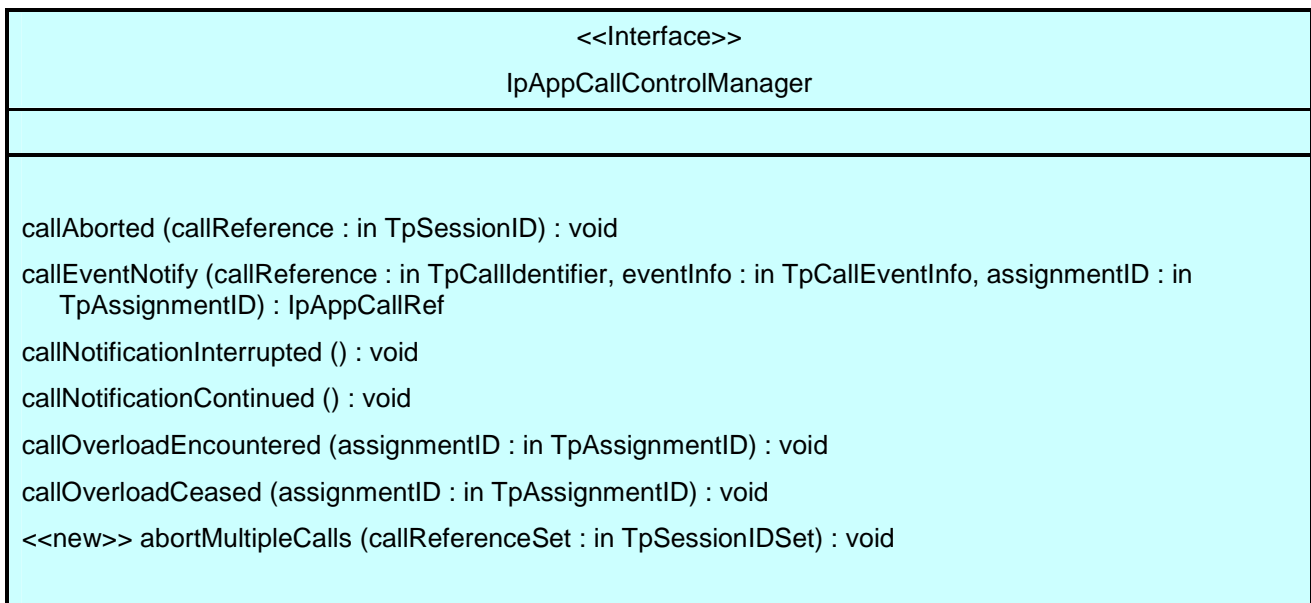 <<Interface>>
IpAppCallControlManager
callAborted (callReference : in TpSessionID) : void
callEventNotify (callReference : in TpCallIdentifier, eventInfo : in TpCallEventInfo, assignmentID : in
TpAssignmentID) : IpAppCallRef
callNotificationInterrupted () : void
callNotificationContinued () : void
callOverloadEncountered (assignmentID : in TpAssignmentID) : void
callOverloadCeased (assignmentID : in TpAssignmentID) : void
<<new>> abortMultipleCalls (callReferenceSet : in TpSessionIDSet) : void